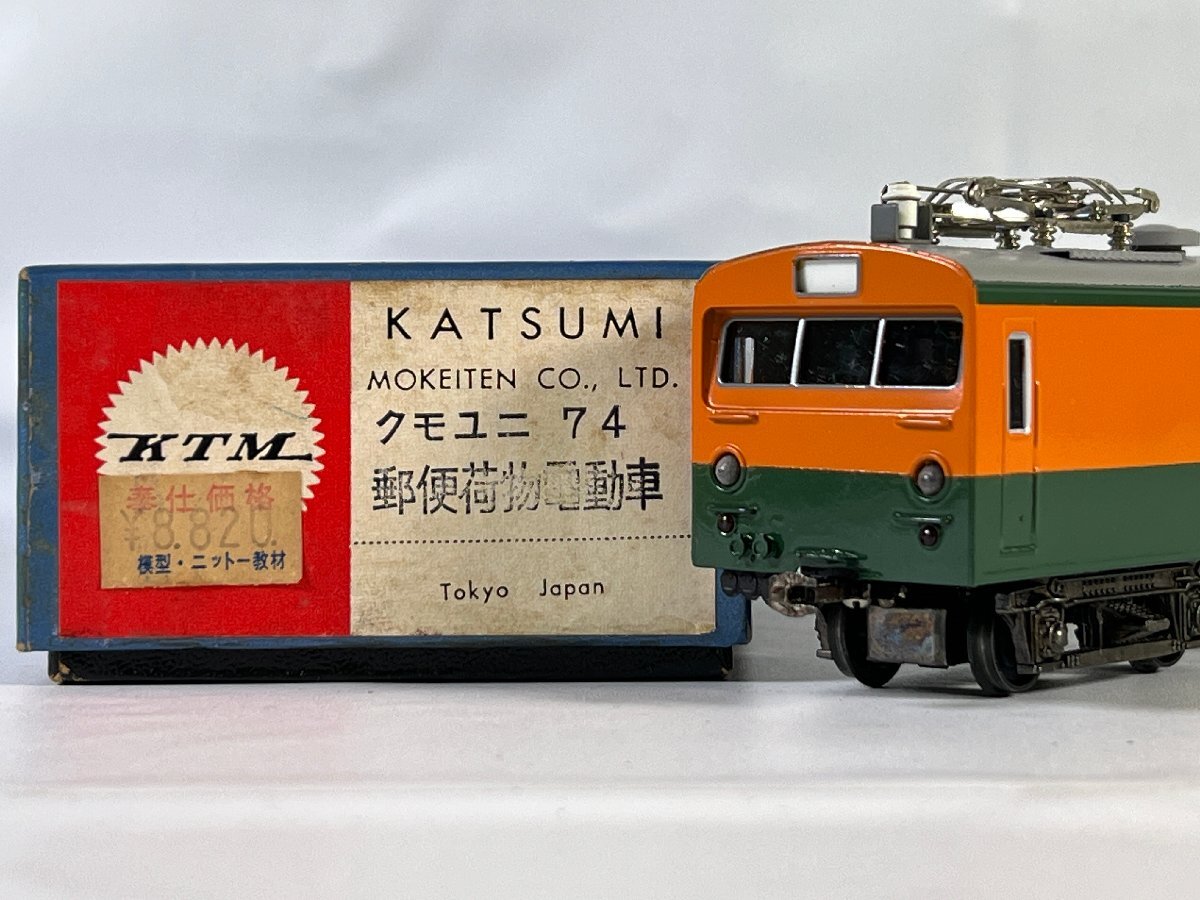 KTM
奉仕価格
¥8,820.
模型・ニットー教材
KATSUMI
MOKEITEN CO., LTD.
クモユニ 74
郵便荷物電動車
Tokyo Japan